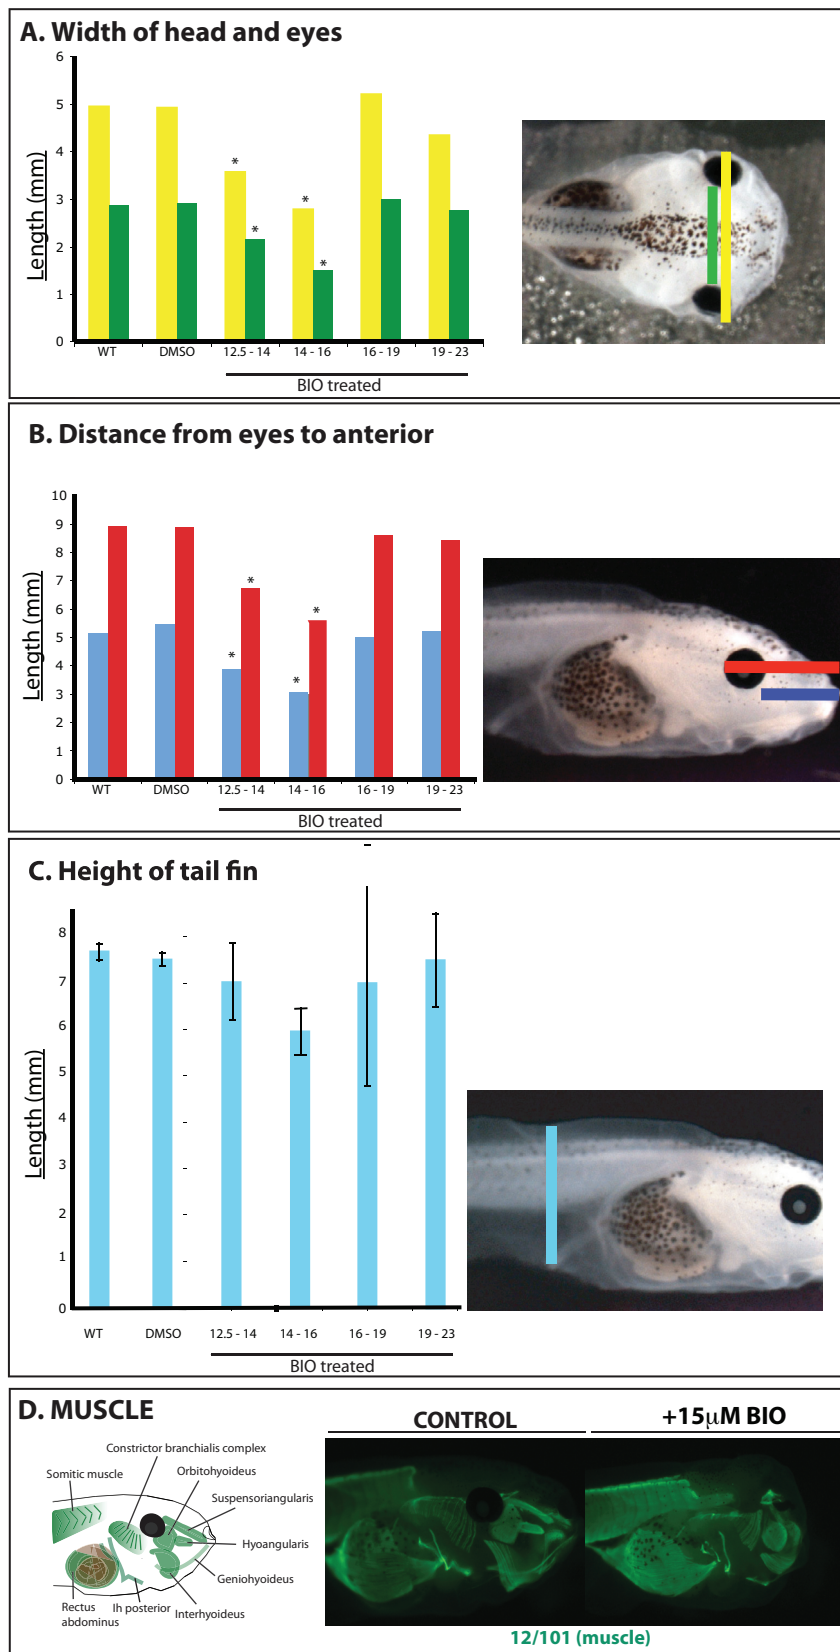 A. Width of head and eyes
6
5
4
3
2
1
0
Length (mm)
*
*
*
*
WT
DMSO
12.5 - 14
14 - 16
16 - 19
19 - 23
BIO treated
B. Distance from eyes to anterior
10
9
8
7
6
5
4
3
2
1
0
Length (mm)
*
*
*
*
WT
DMSO
12.5 - 14
14 - 16
16 - 19
19 - 23
BIO treated
C. Height of tail fin
8
7
6
5
4
3
2
1
0
Length (mm)
WT
DMSO
12.5 - 14
14 - 16
16 - 19
19 - 23
BIO treated
D. MUSCLE
CONTROL
+15μM BIO
Constrictor branchialis complex
Somitic muscle
Orbitohyoideus
Suspensoriangularis
Hyoangularis
Geniohyoideus
Rectus
abdominus
Ih posterior
Interhyoideus
12/101 (muscle)